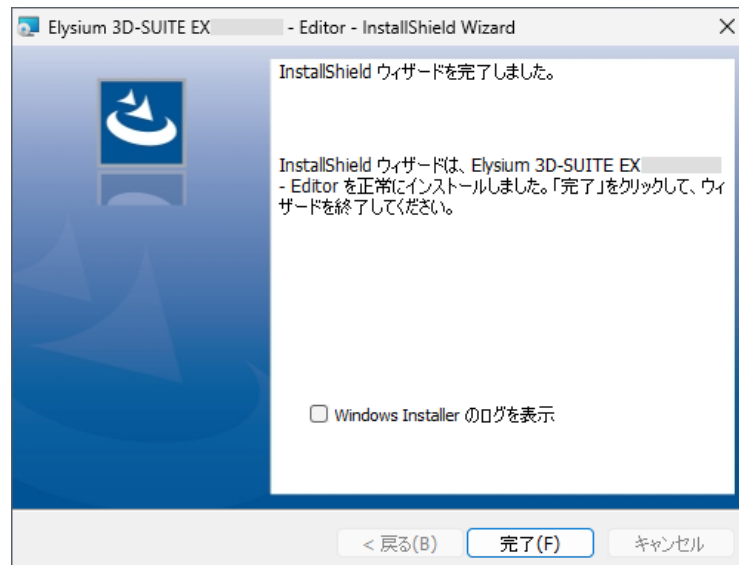 Elysium 3D-SUITE EX - Editor - InstallShield Wizard
InstallShield ウィザードを完了しました。
InstallShield ウィザードは、Elysium 3D-SUITE EX
- Editor を正常にインストールしました。「完了」をクリックして、ウィ
ザードを終了してください。
Windows Installer のログを表示
< 戻る(B)
完了(F)
キャンセル